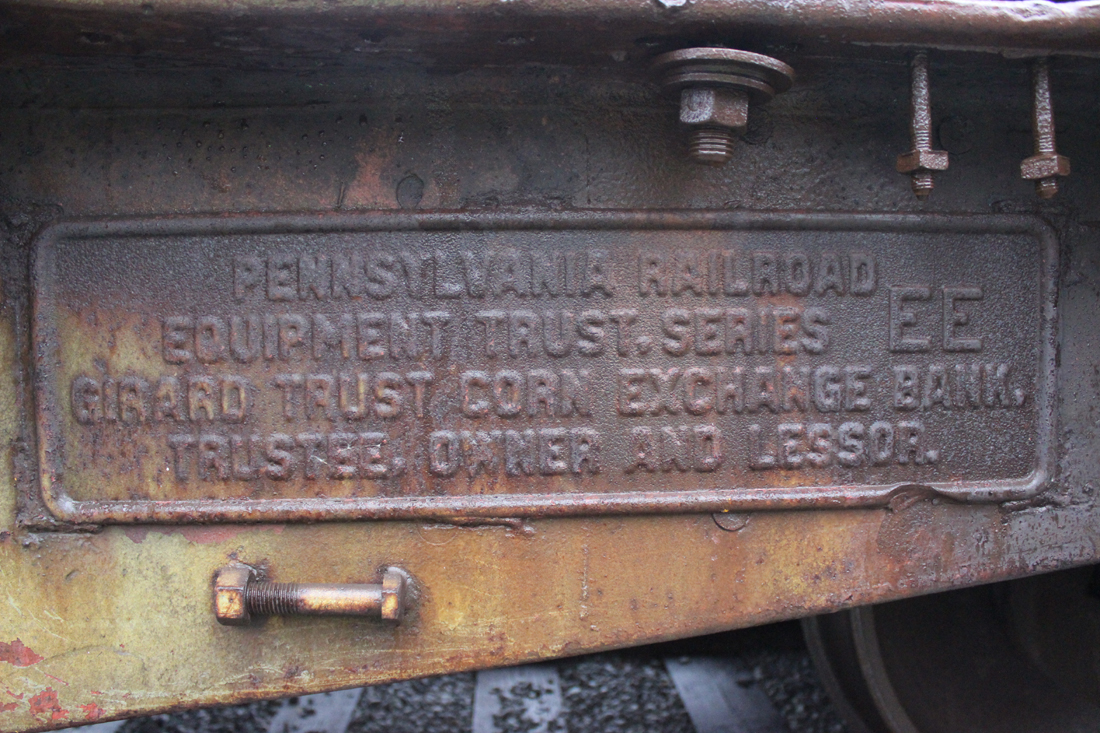 PENNSYLVANIA RAILROAD
EQUIPMENT TRUST. SERIES EE
GIRARD TRUST CORN EXCHANGE BANK.
TRUSTEE, OWNER AND LESSOR.